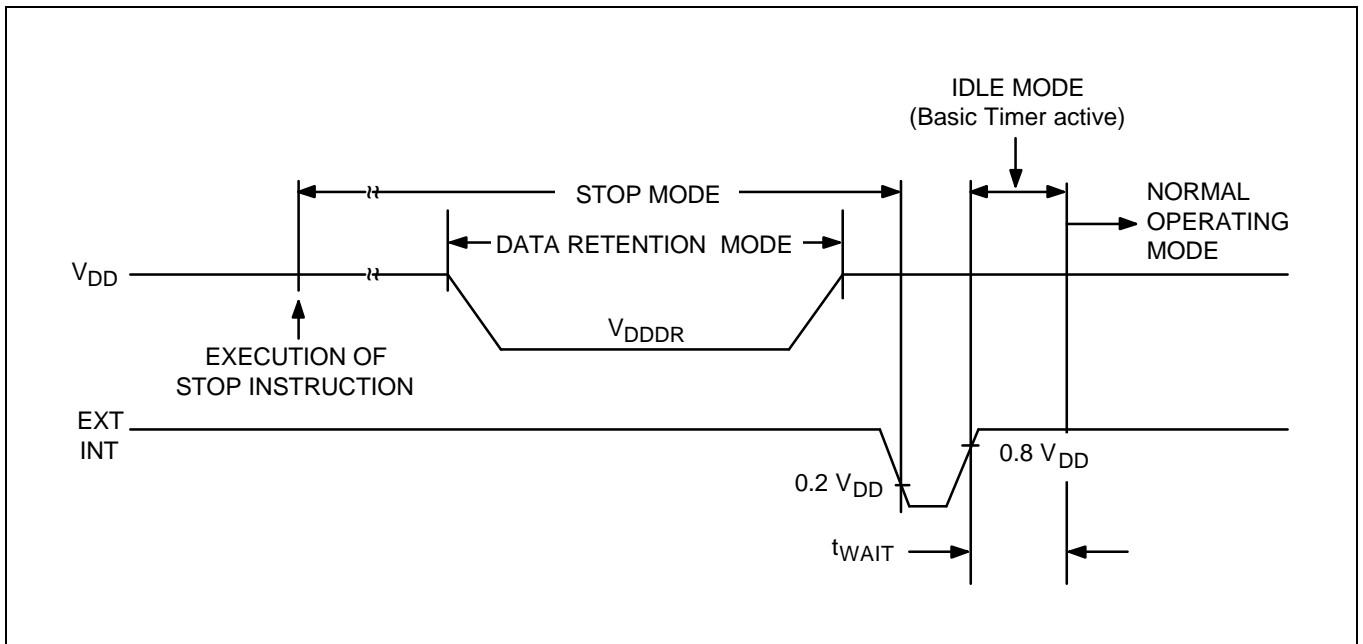 IDLE MODE
(Basic Timer active)
STOP MODE
NORMAL
OPERATING
MODE
DATA RETENTION MODE
VDD
VDDDR
EXECUTION OF
STOP INSTRUCTION
EXT
INT
0.8 VDD
0.2 VDD
tWAIT